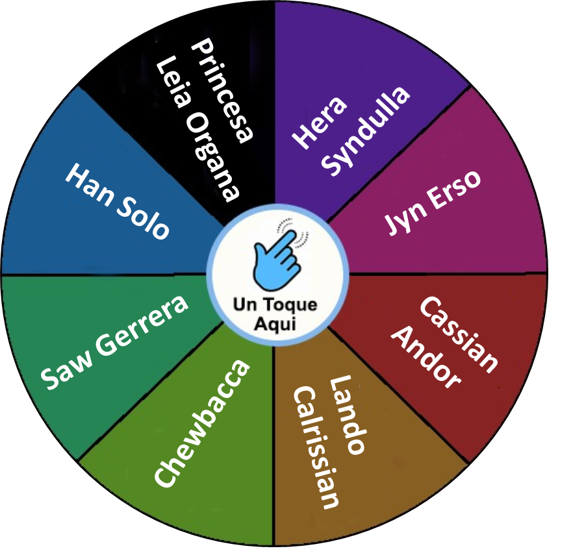 Princesa
Leia Organa
Hera
Syndulla
Jyn Erso
Cassian
Andor
Lando
Calrissian
Chewbacca
Saw Gerrera
Han Solo
Un Toque
Aqui